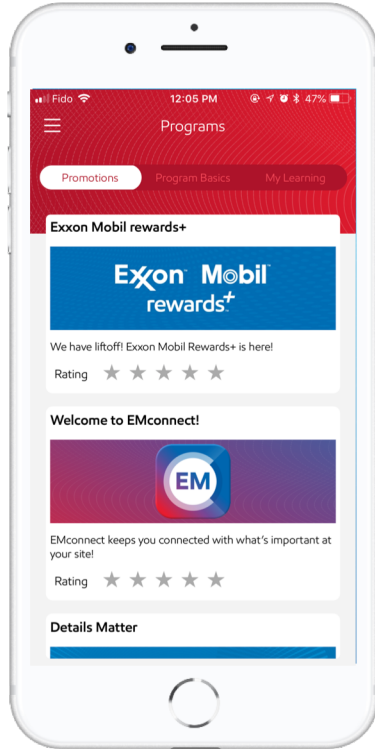 Fido 12:05 PM 47%
Programs
Promotions Program Basics My Learning
Exxon Mobil rewards+
Exxon Mobil
rewards+
We have liftoff! Exxon Mobil Rewards+ is here!
Rating
Welcome to EMconnect!
EM
EMconnect keeps you connected with what's important at
your site!
Rating
Details Matter